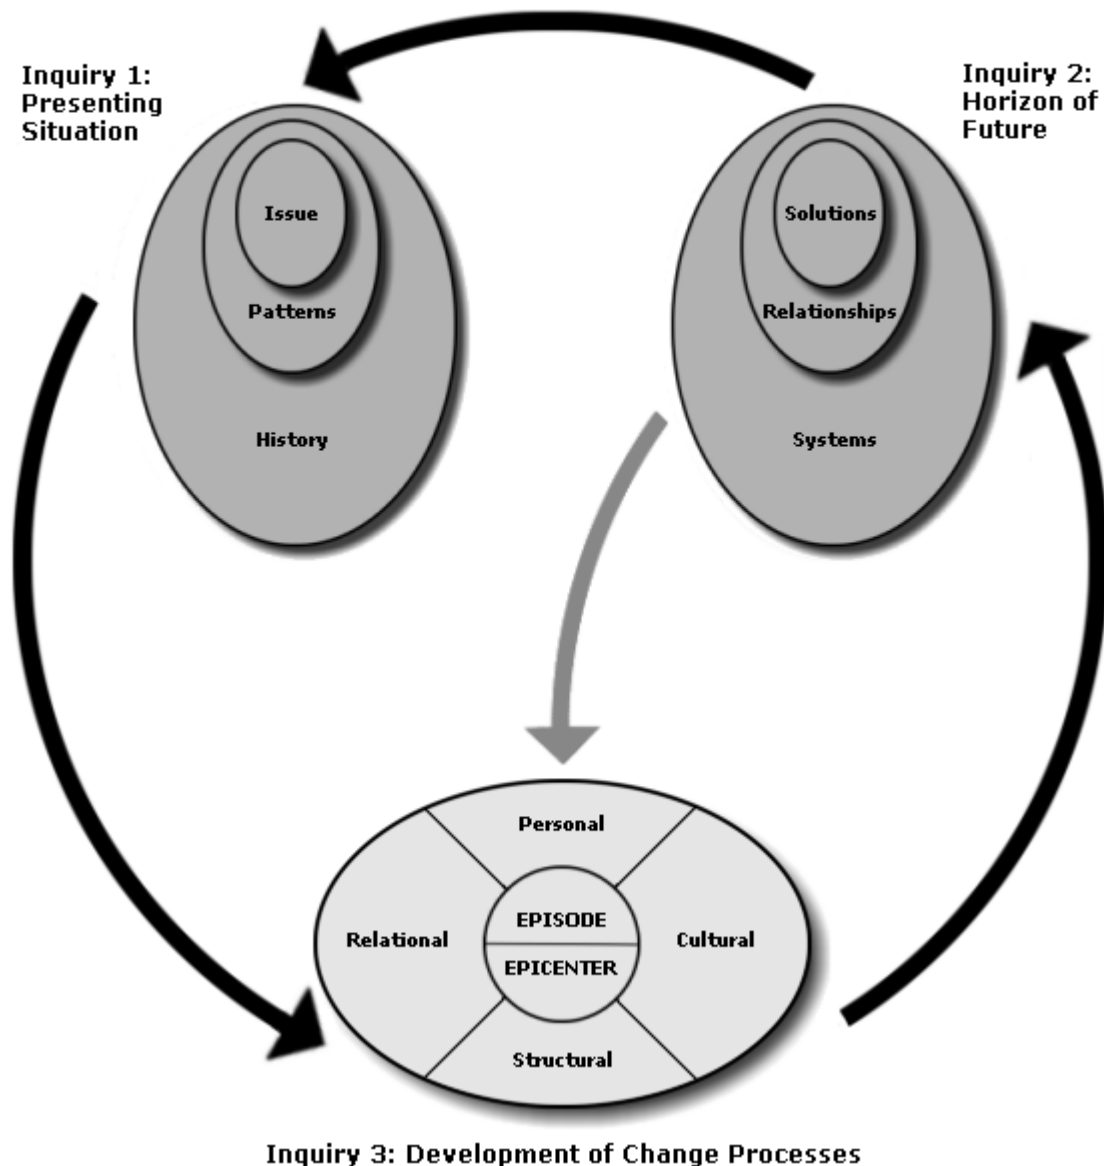 Inquiry 1:
Presenting
Situation
Issue
Patterns
History
Inquiry 2:
Horizon of
Future
Solutions
Relationships
Systems
Personal
Relational
EPISODE
EPICENTER
Cultural
Structural
Inquiry 3: Development of Change Processes